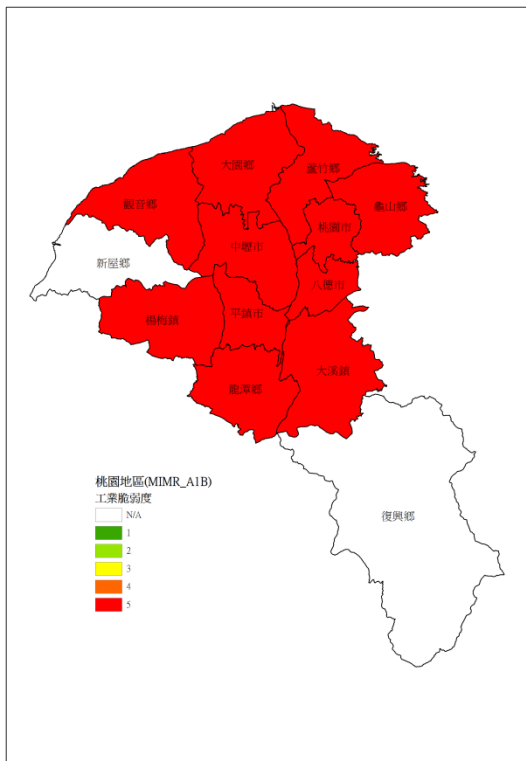 大園鄉
蘆竹鄉
觀音鄉
龜山鄉
桃園市
中壢市
新屋鄉
八德市
楊梅鎮
平鎮市
大溪鎮
龍潭鄉
復興鄉
桃園地區(MIMR_A1B)
工業脆弱度
N/A
1
2
3
4
5